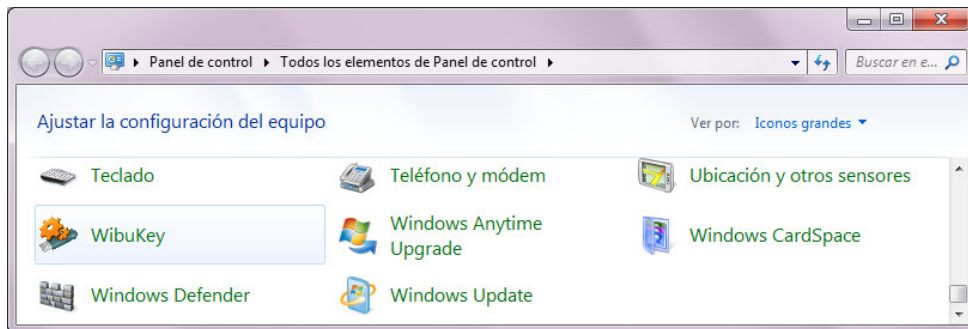 Panel de control Todos los elementos de Panel de control Buscar en e...
Ajustar la configuración del equipo Ver por: Iconos grandes
Teclado Teléfono y módem Ubicación y otros sensores
WibuKey Windows Anytime Windows CardSpace
Upgrade
Windows Defender Windows Update